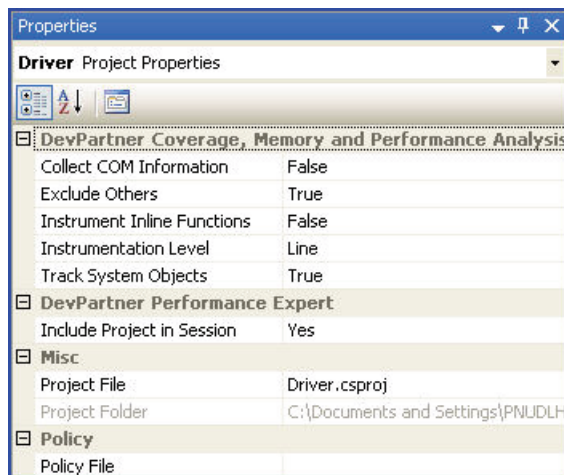 Properties
Driver Project Properties
DevPartner Coverage, Memory and Performance Analysis
Collect COM Information False
Exclude Others True
Instrument Inline Functions False
Instrumentation Level Line
Track System Objects True
DevPartner Performance Expert
Include Project in Session Yes
Misc
Project File Driver.csproj
Project Folder C:\Documents and Settings\PNUDLH
Policy
Policy File